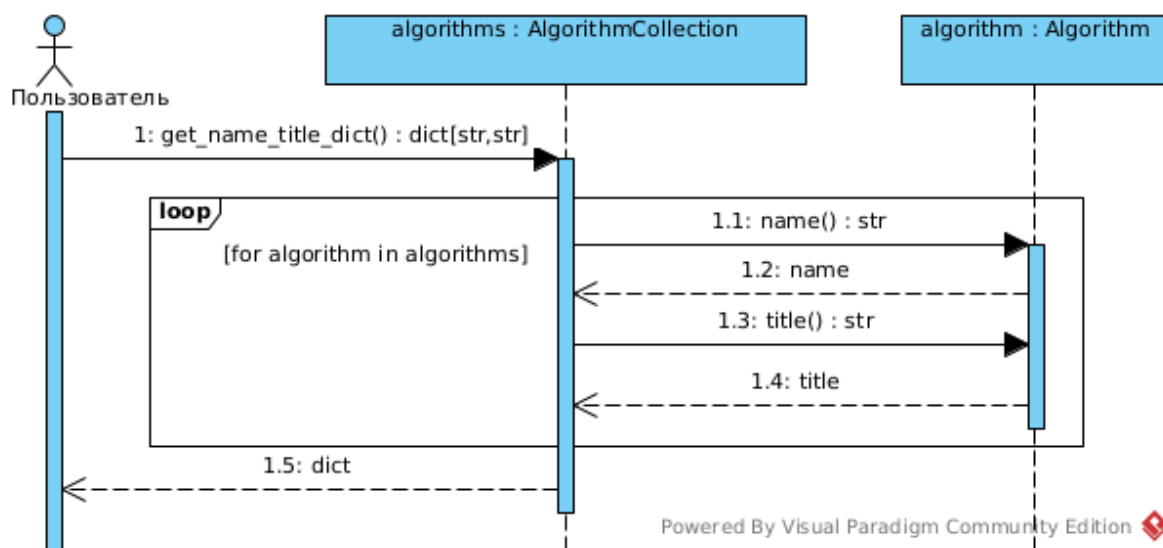 algorithms : AlgorithmCollection
algorithm : Algorithm
Пользователь
1: get_name_title_dict() : dict[str,str]
loop
1.1: name() : str
[for algorithm in algorithms]
1.2: name
1.3: title() : str
1.4: title
1.5: dict
Powered By Visual Paradigm Community Edition